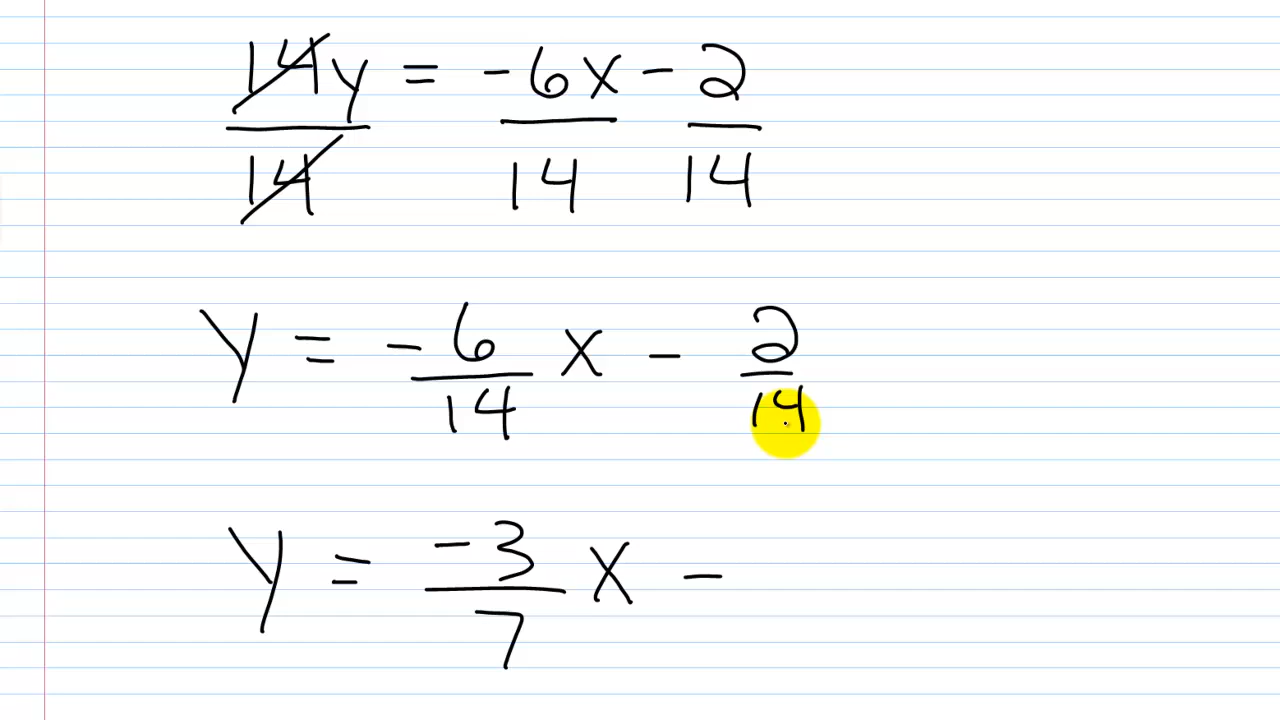 14y = -6x - 2
14 14 14
y = - 6/14 x - 2/14
y = -3/7 x -